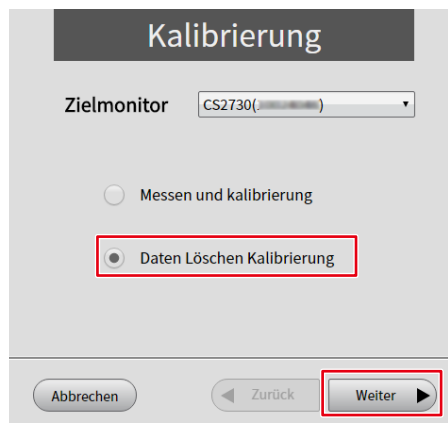 Kalibrierung
Zielmonitor CS2730( )
Messen und kalibrierung
Daten Löschen Kalibrierung
Abbrechen Zurück Weiter